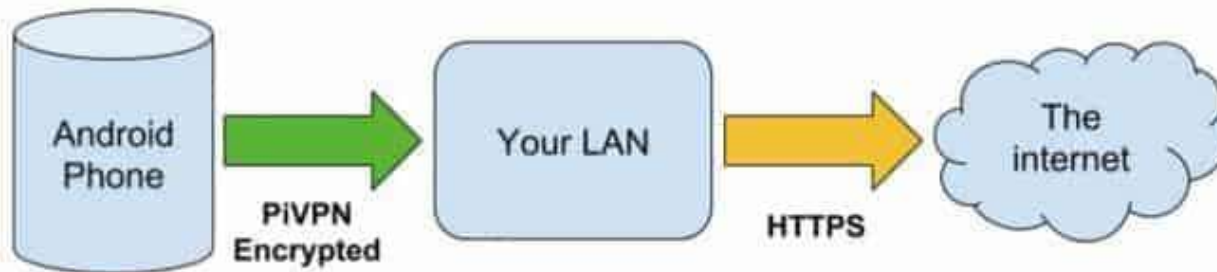 Android
Phone
PiVPN
Encrypted
Your LAN
HTTPS
The
internet